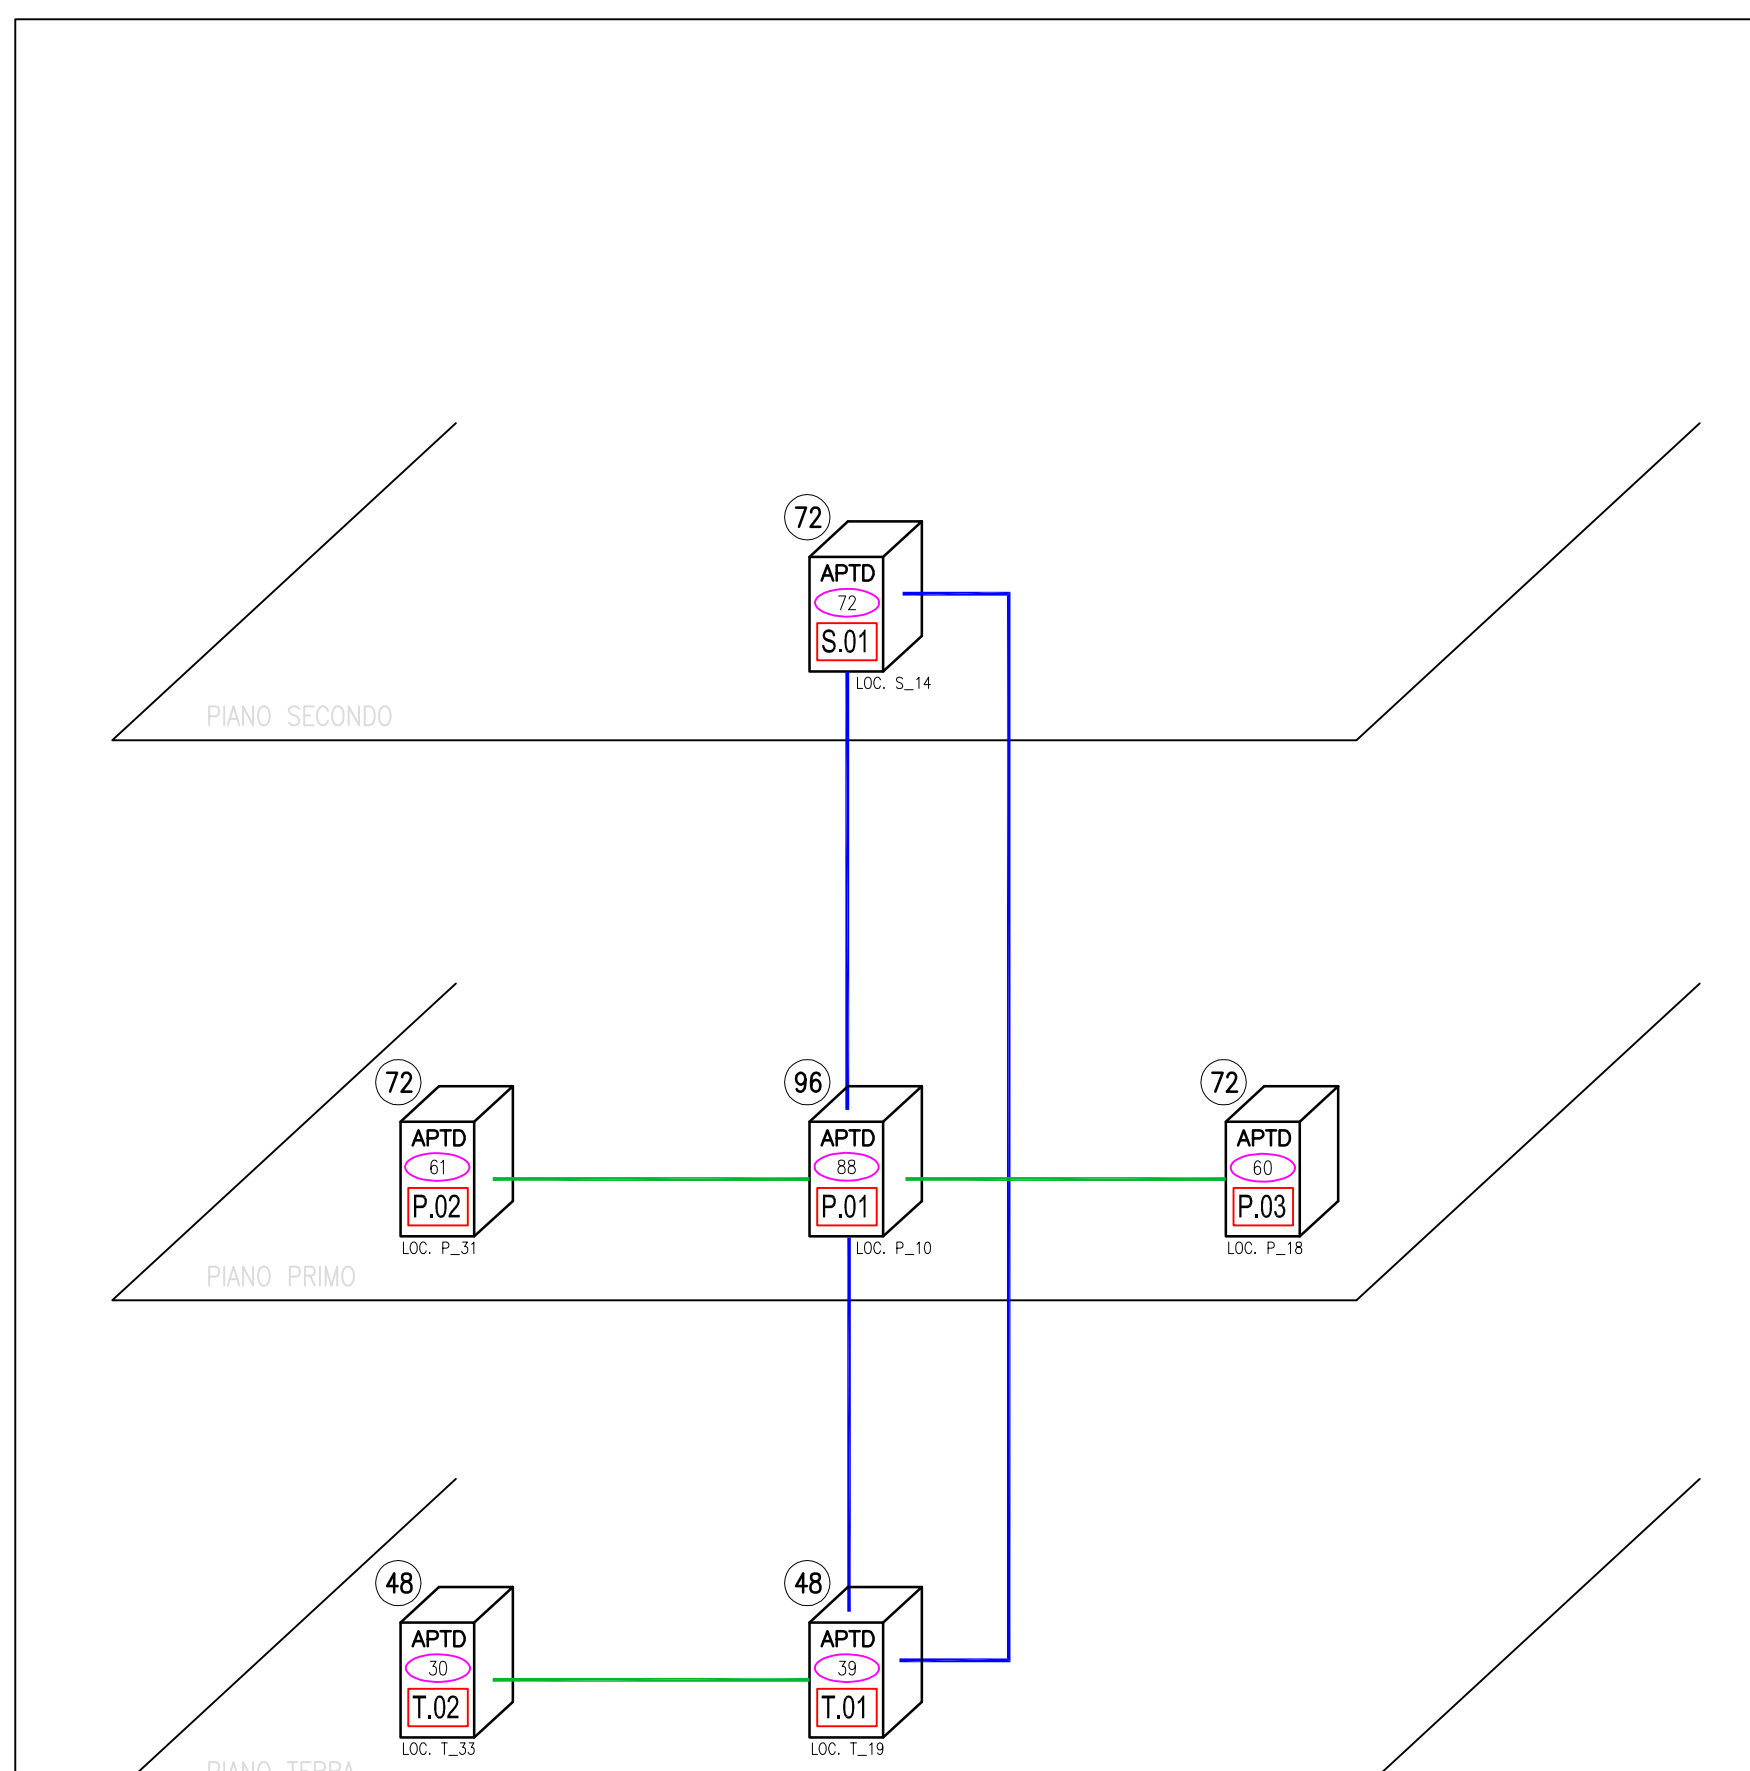 72
APTD
72
S.01
LOC. S_14
PIANO SECONDO
72
APTD
61
P.02
LOC. P_31
96
APTD
88
P.01
LOC. P_10
72
APTD
60
P.03
LOC. P_18
PIANO PRIMO
48
APTD
30
T.02
LOC. T_33
48
APTD
39
T.01
LOC. T_19
PIANO TERRA